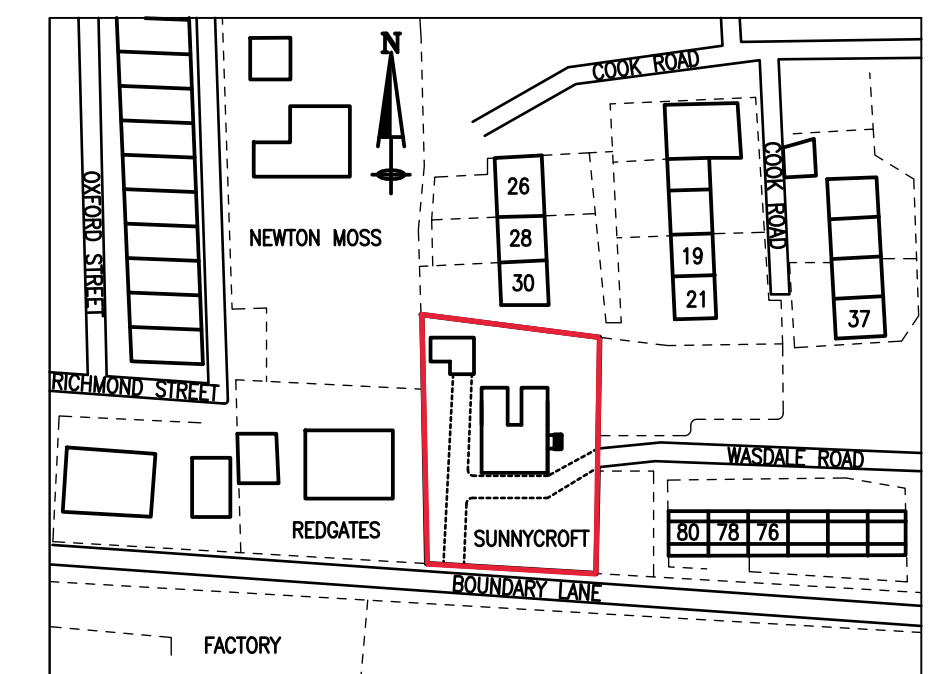 N
COOK ROAD
COOK ROAD
OXFORD STREET
26
NEWTON MOSS
28
19
30
21
37
RICHMOND STREET
WASDALE ROAD
REDGATES
SUNNYCROFT
80 78 76
BOUNDARY LANE
FACTORY